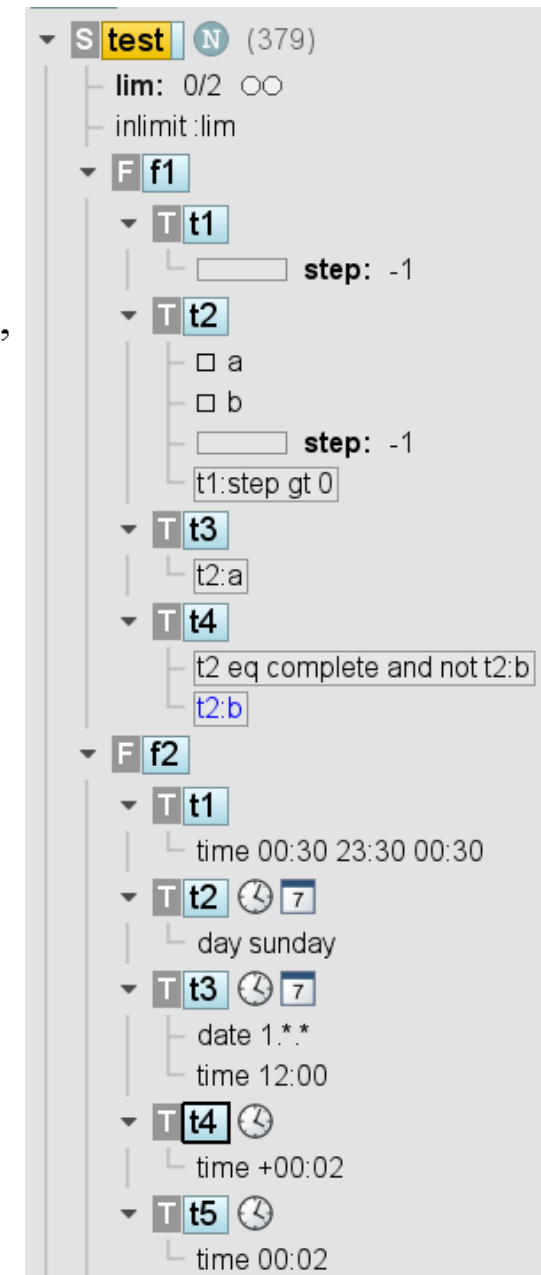 S test N (379)
lim: 0/2
inlimit :lim
F f1
T t1
step: -1
,
T t2
a
b
step: -1
t1:step gt 0
T t3
t2:a
T t4
t2 eq complete and not t2:b
t2:b
F f2
T t1
time 00:30 23:30 00:30
T t2 7
day sunday
T t3 7
date 1.*.*
time 12:00
T t4
time +00:02
T t5
time 00:02